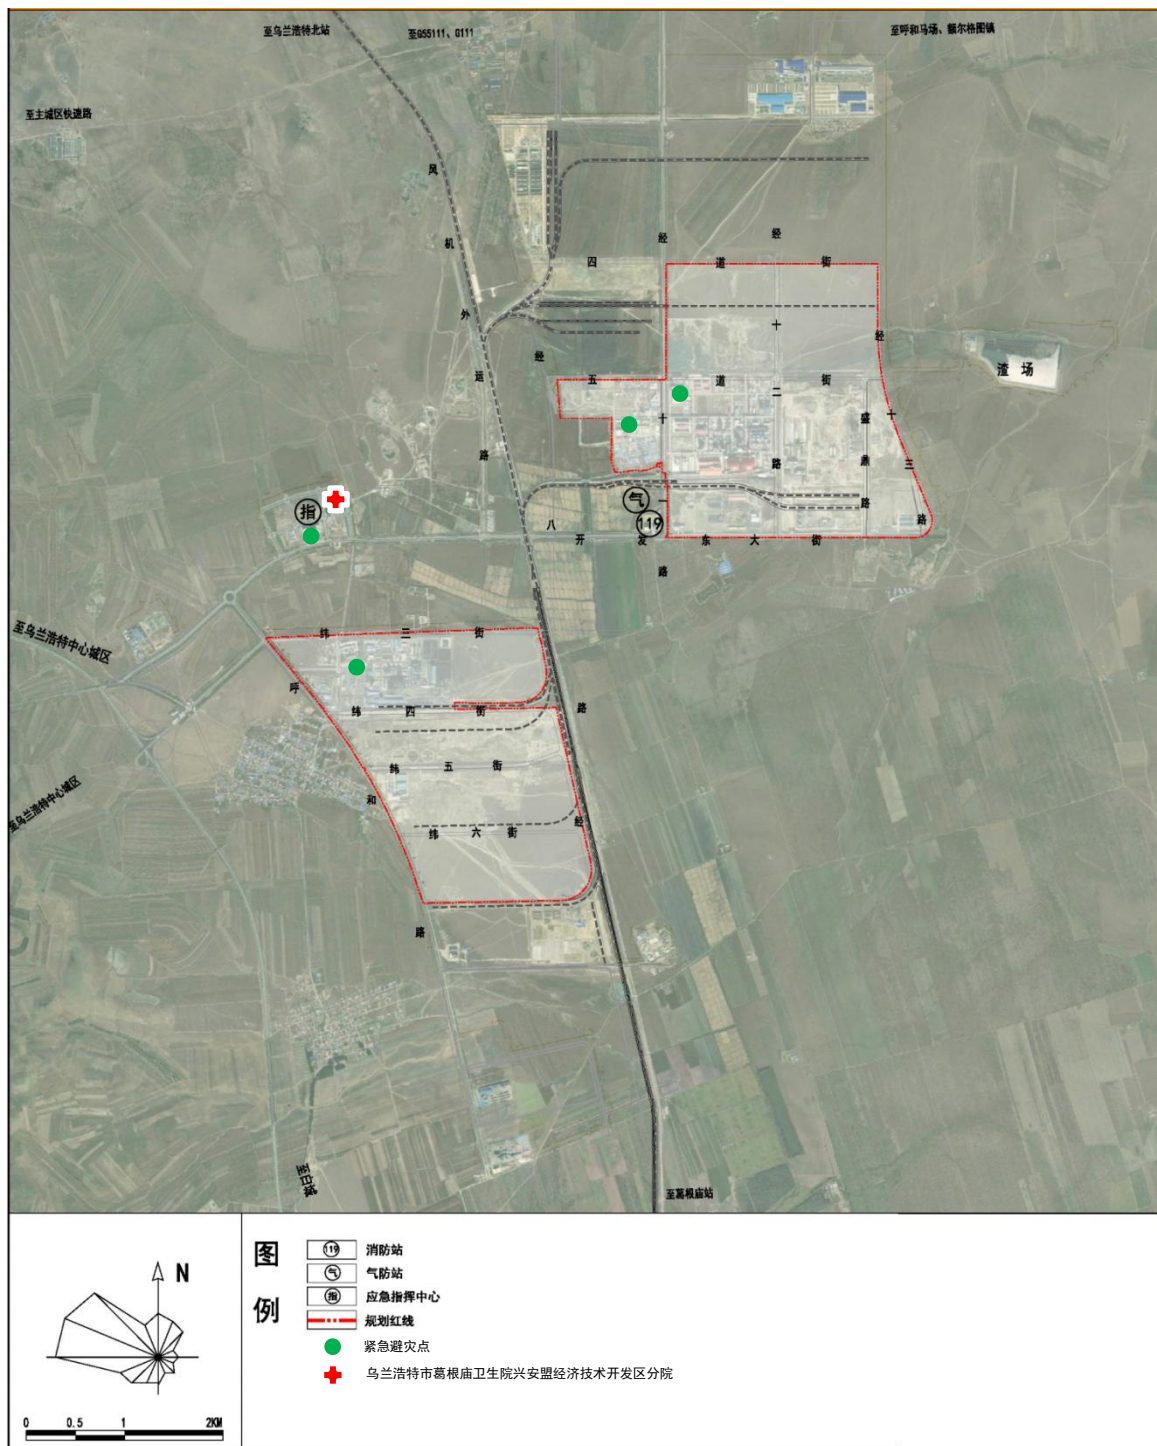 至乌兰浩特北站
至G55111、G111
至呼和马场、额尔格图镇
至主城区快速路
风机外运路
四道街
经十一路
经十二路
经十三路
五道街
经八路
盛鼎路
渣场
指
气
119
开发东大街
至乌兰浩特中心城区
纬三街
呼和路
纬四街
纬五街
纬六街
经路
至乌兰浩特中心城区
至白城
至葛根庙站
N
0 0.5 1 2KM
图例
119 消防站
气 气防站
指 应急指挥中心
规划红线
紧急避灾点
乌兰浩特市葛根庙卫生院兴安盟经济技术开发区分院